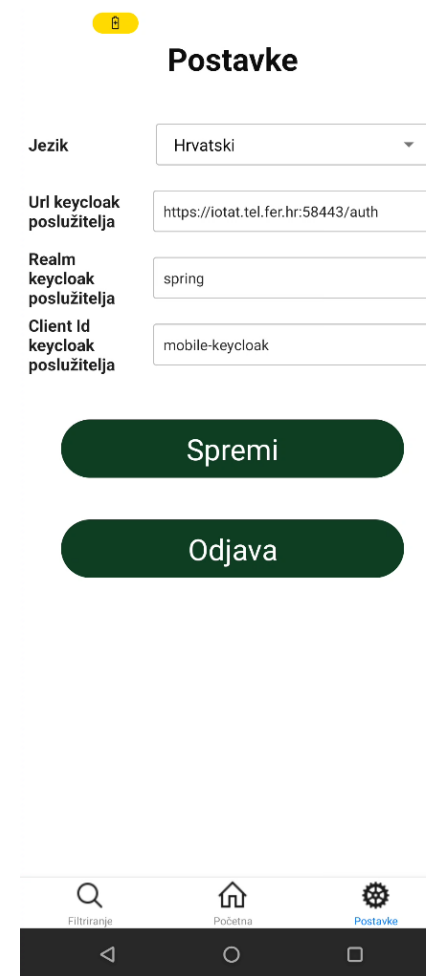 Postavke
Jezik
Hrvatski
Url keycloak
poslužitelja
https://iotat.tel.fer.hr:58443/auth
Realm
keycloak
poslužitelja
spring
Client Id
keycloak
poslužitelja
mobile-keycloak
Spremi
Odjava
Filtriranje
Početna
Postavke